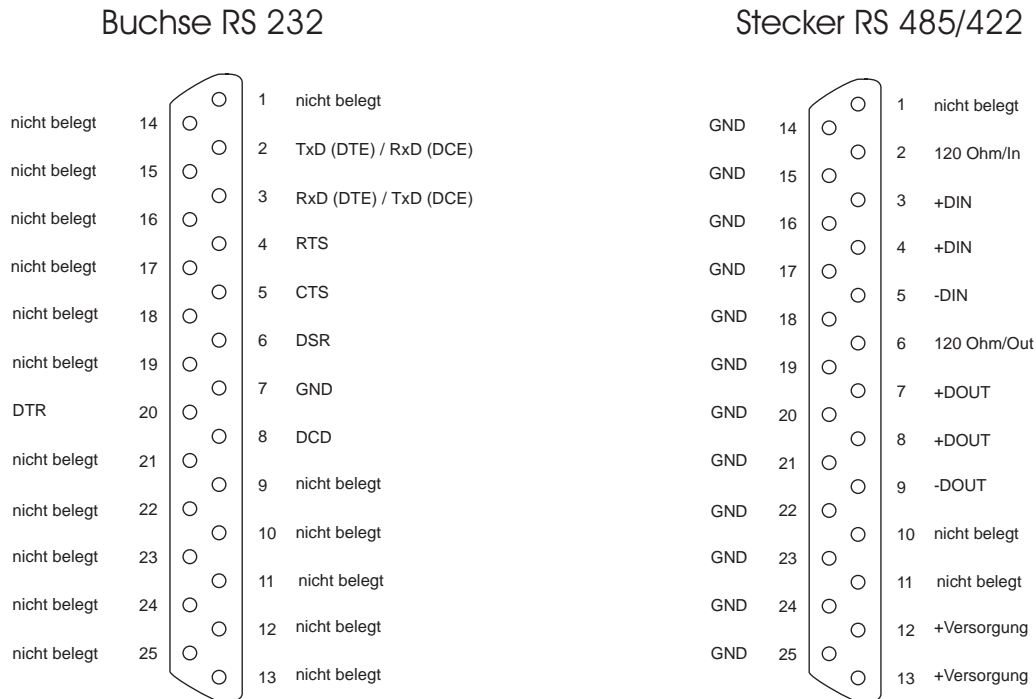 Buchse RS 232
1 nicht belegt
nicht belegt 14
2 TxD (DTE) / RxD (DCE)
nicht belegt 15
3 RxD (DTE) / TxD (DCE)
nicht belegt 16
4 RTS
nicht belegt 17
5 CTS
nicht belegt 18
6 DSR
nicht belegt 19
7 GND
DTR 20
8 DCD
nicht belegt 21
9 nicht belegt
nicht belegt 22
10 nicht belegt
nicht belegt 23
11 nicht belegt
nicht belegt 24
12 nicht belegt
nicht belegt 25
13 nicht belegt
Stecker RS 485/422
1 nicht belegt
GND 14
2 120 Ohm/In
GND 15
3 +DIN
GND 16
4 +DIN
GND 17
5 -DIN
GND 18
6 120 Ohm/Out
GND 19
7 +DOUT
GND 20
8 +DOUT
GND 21
9 -DOUT
GND 22
10 nicht belegt
GND 23
11 nicht belegt
GND 24
12 +Versorgung
GND 25
13 +Versorgung